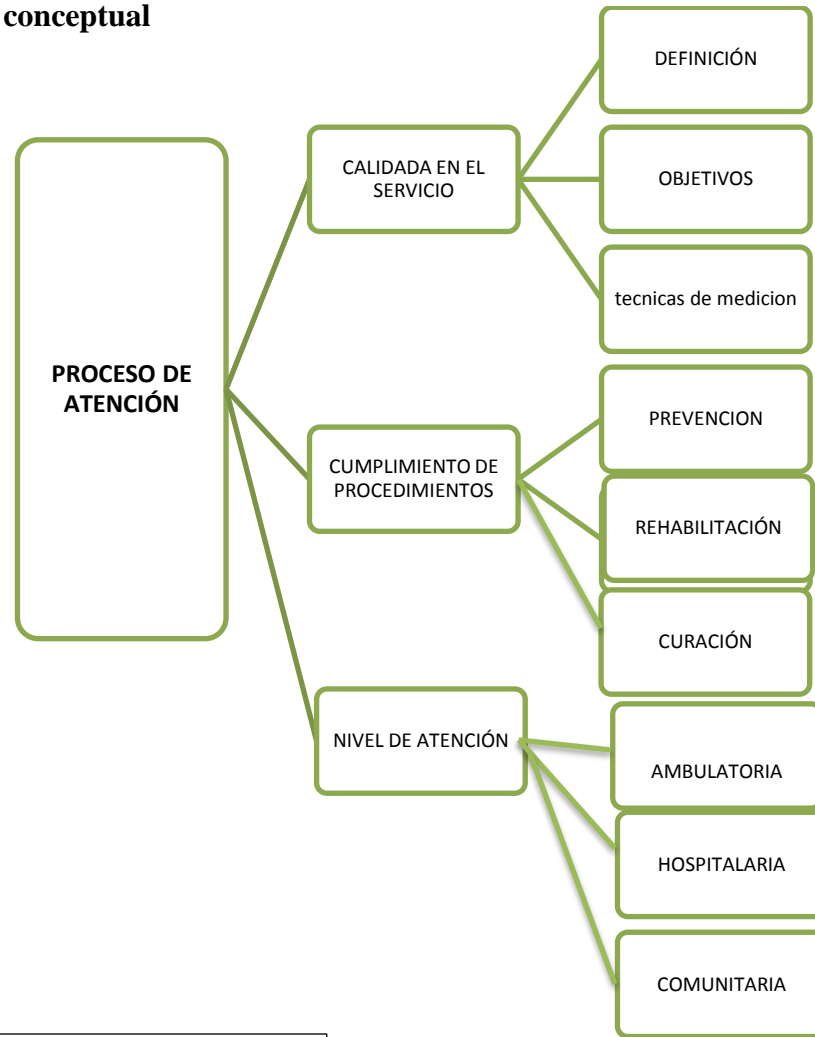 conceptual
PROCESO DE
ATENCIÓN
CALIDADA EN EL
SERVICIO
DEFINICIÓN
OBJETIVOS
tecnicas de medicion
CUMPLIMIENTO DE
PROCEDIMIENTOS
PREVENCION
REHABILITACIÓN
CURACIÓN
NIVEL DE ATENCIÓN
AMBULATORIA
HOSPITALARIA
COMUNITARIA